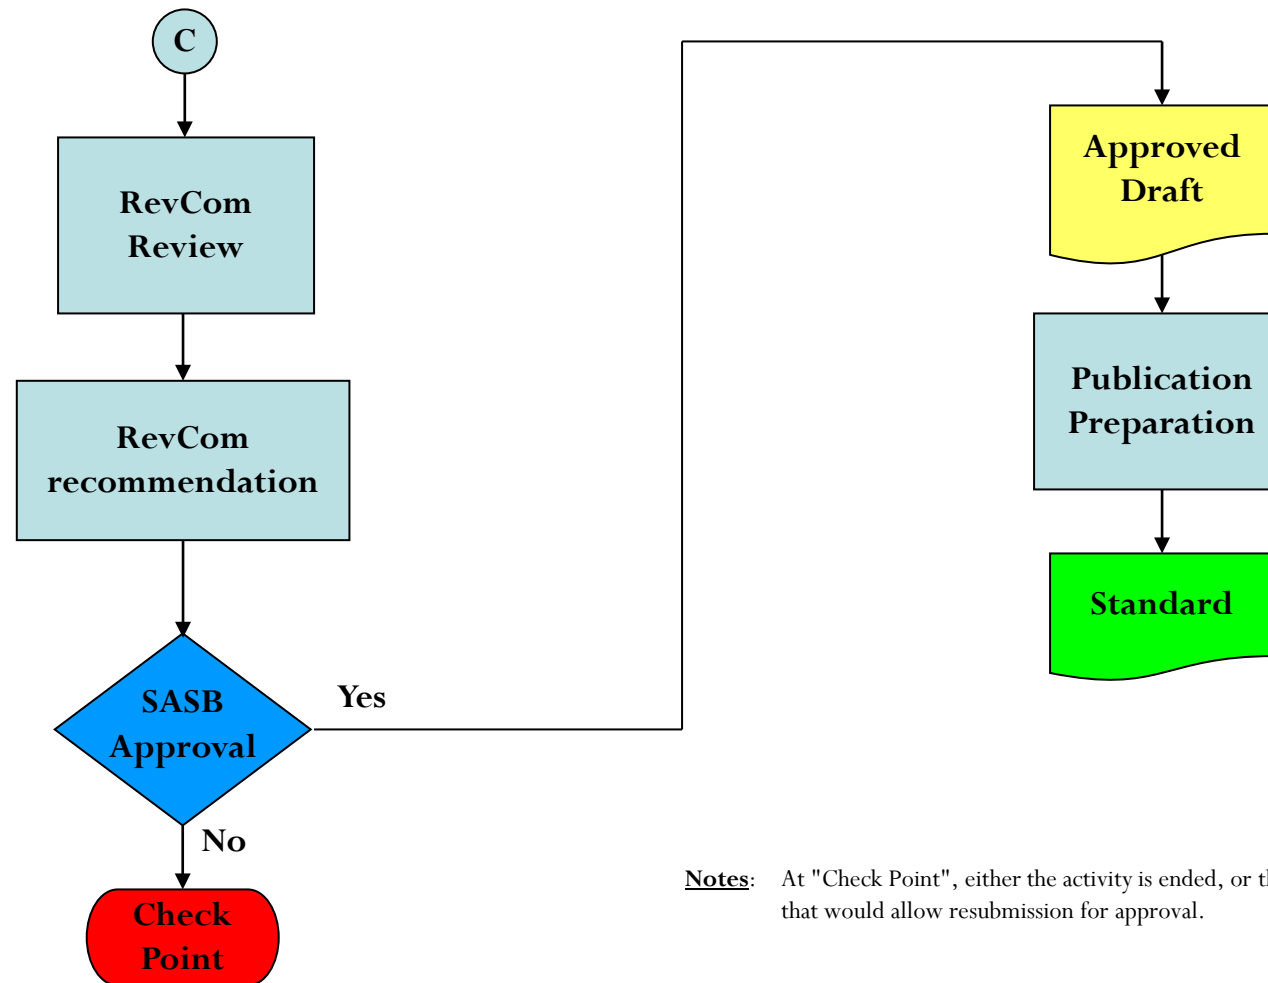 C
RevCom
Review
RevCom
recommendation
SASB
Approval
Yes
No
Check
Point
Approved
Draft
Publication
Preparation
Standard
Notes: At "Check Point", either the activity is ended, or
that would allow resubmission for approval.